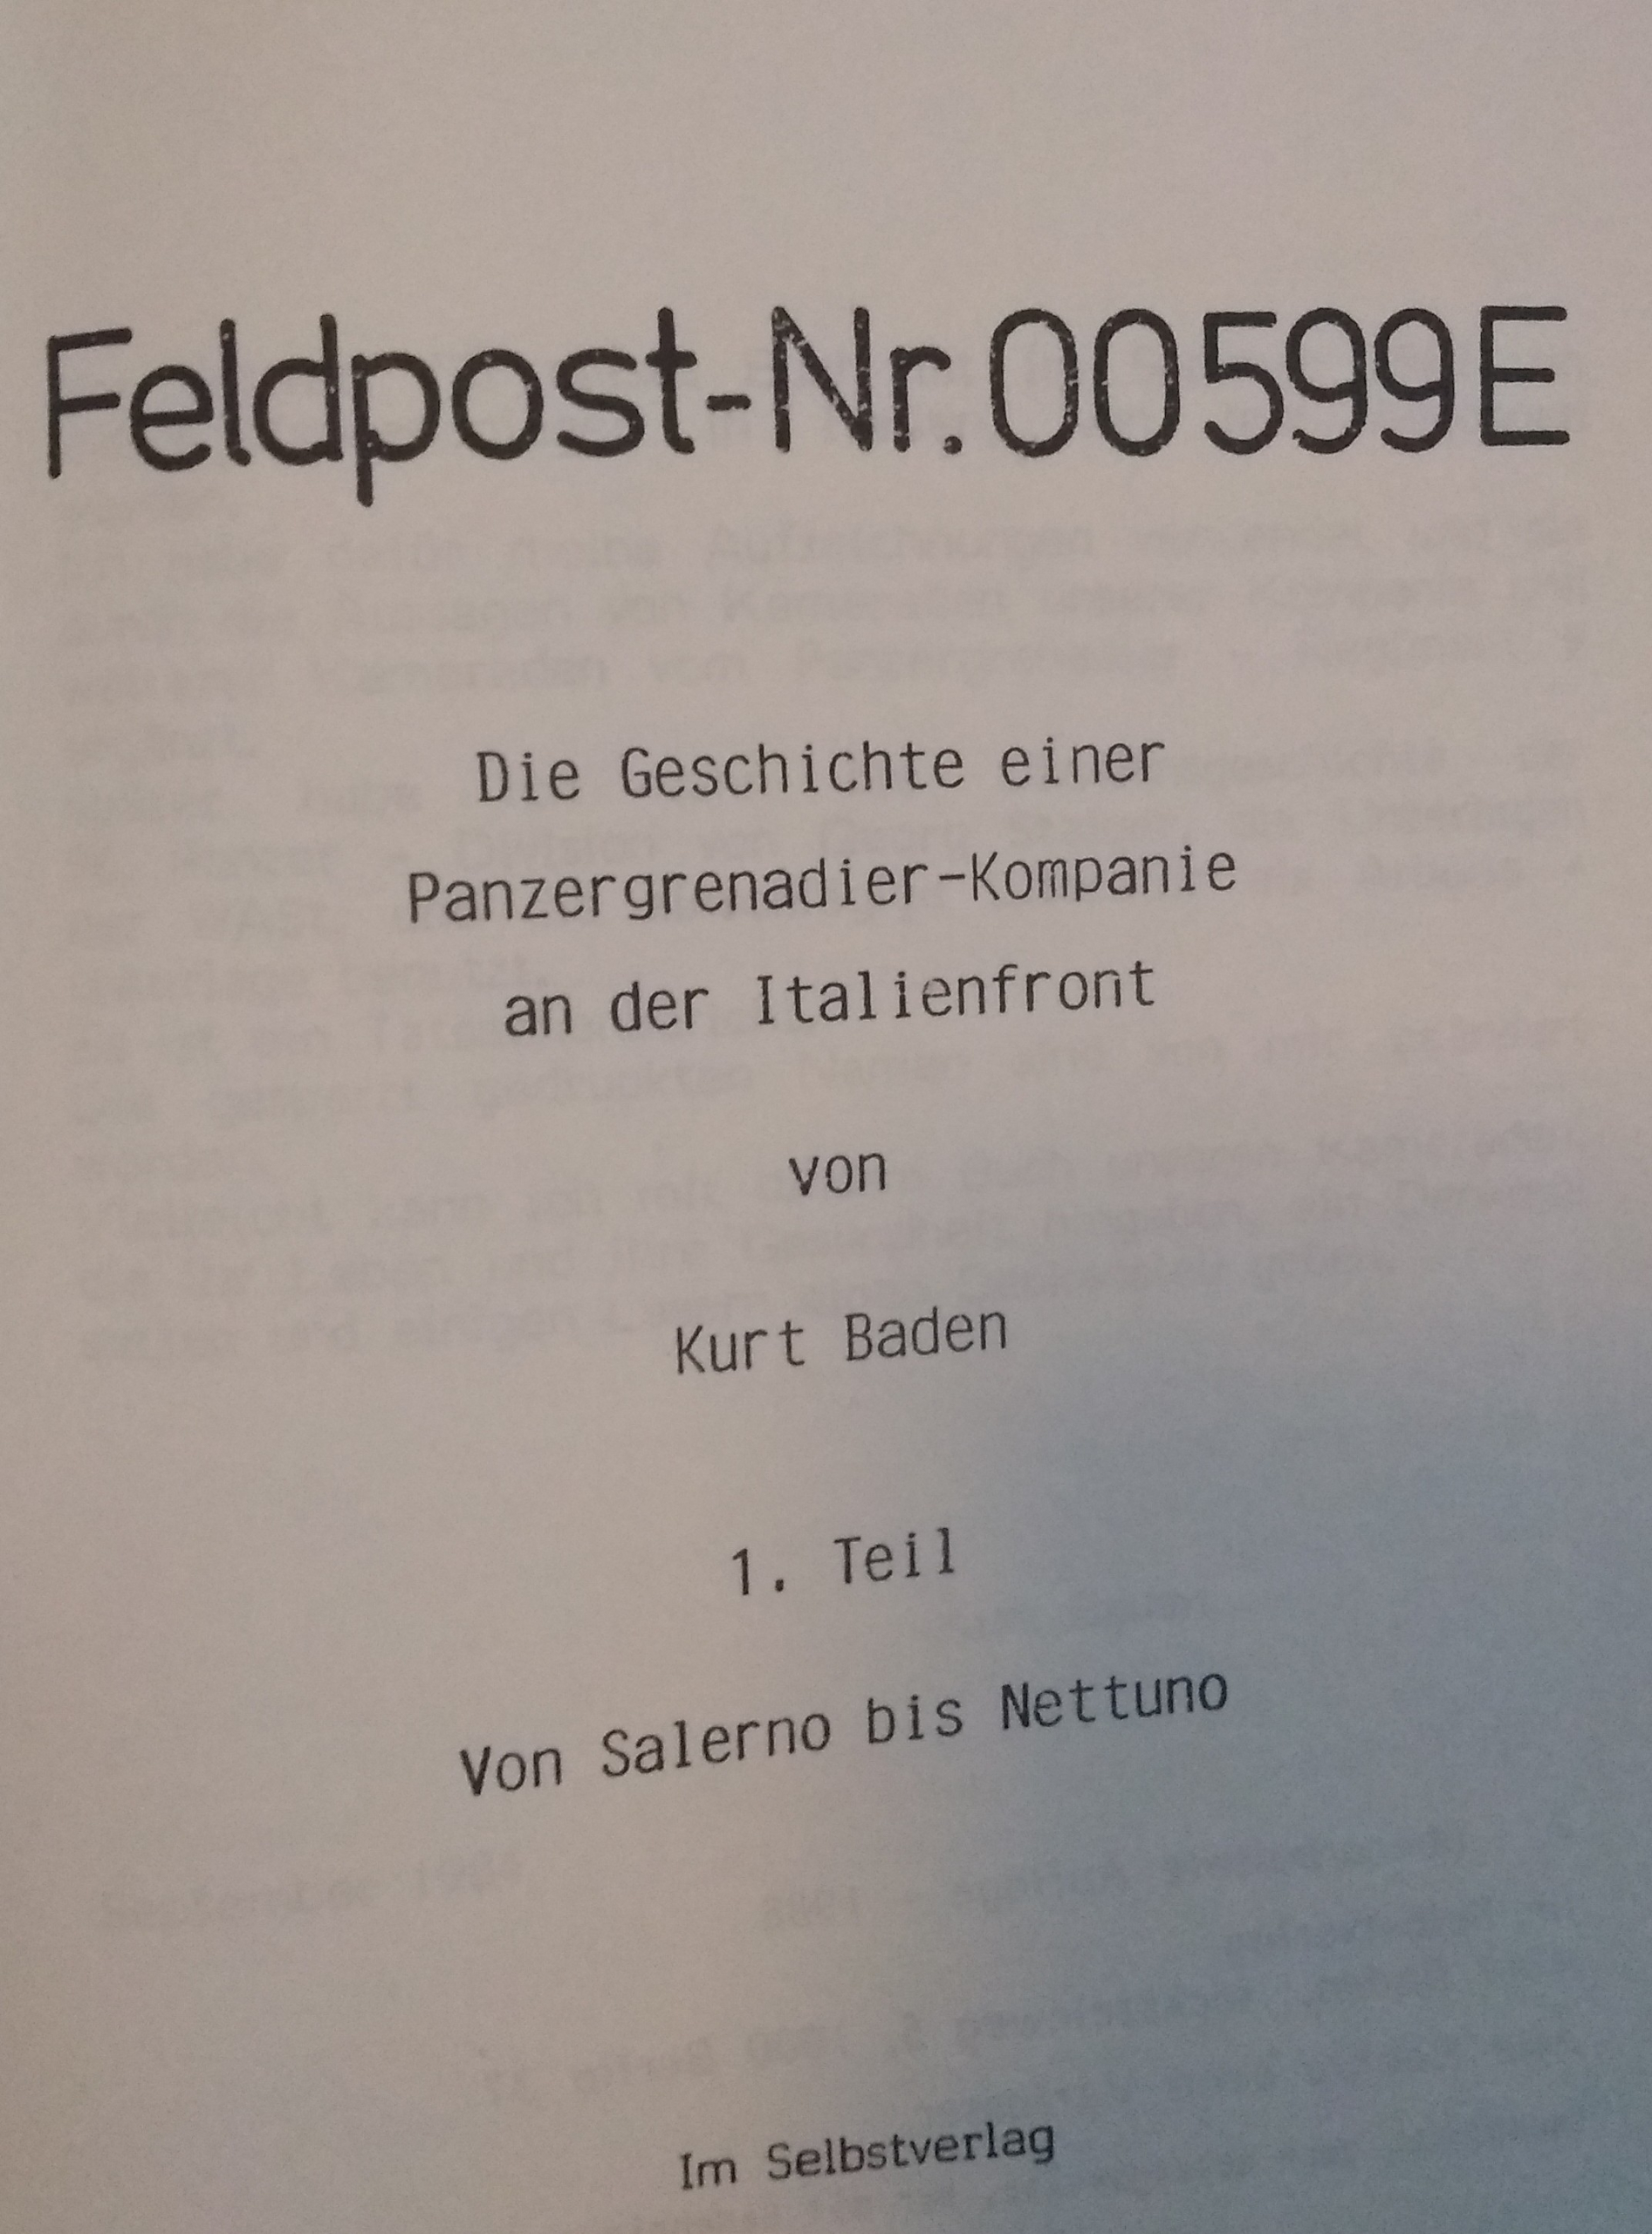 Feldpost-Nr.00599E
Die Geschichte einer
Panzergrenadier-Kompanie
an der Italienfront
von
Kurt Baden
1. Teil
Von Salerno bis Nettuno
Im Selbstverlag